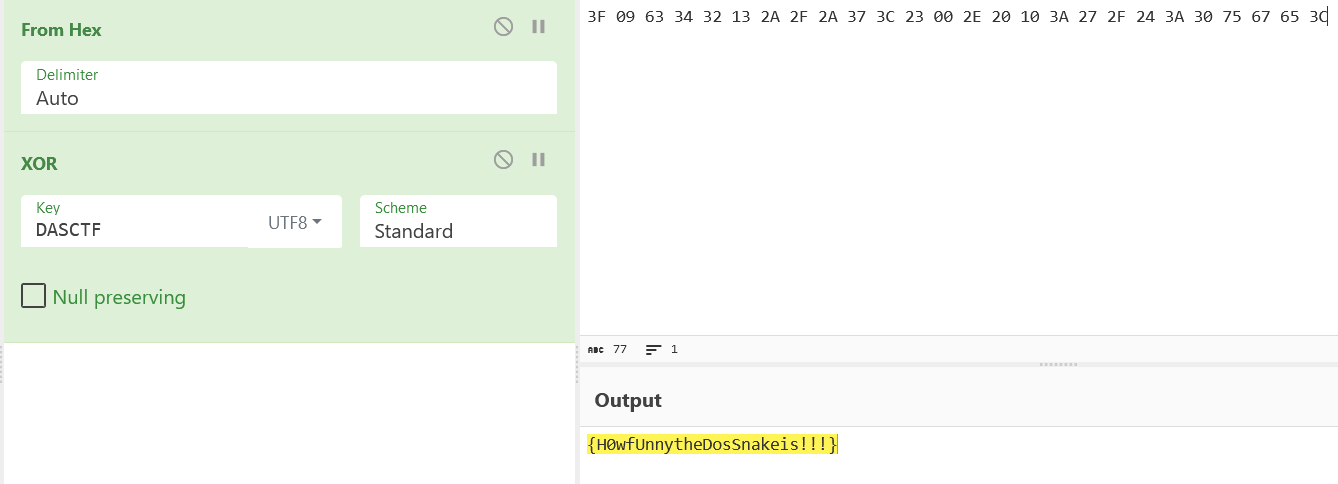 From Hex
Delimiter
Auto
XOR
Key
DASCTF
UTF8
Scheme
Standard
Null preserving
3F 09 63 34 32 13 2A 2F 2A 37 3C 23 00 2E 20 10 3A 27 2F 24 3A 30 75 67 65 3C
ABC 77
1
Output
{H0wfUnnytheDosSnakeis!!!}